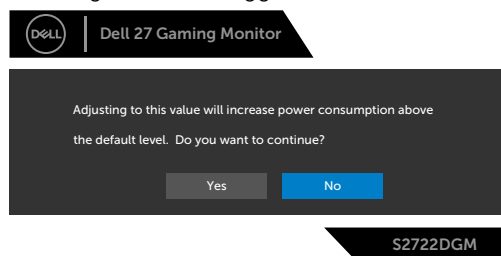 DELL
Dell 27 Gaming Monitor
Adjusting to this value will increase power consumption above
the default level. Do you want to continue?
Yes
No
S2722DGM